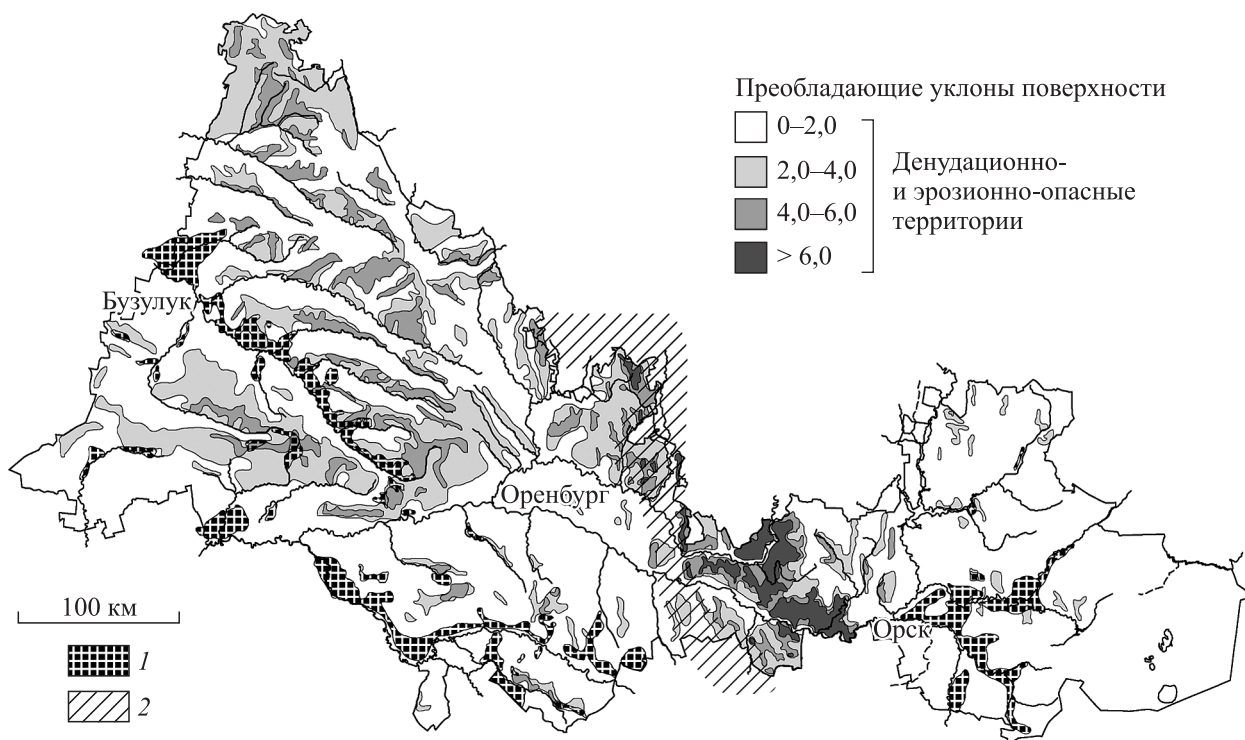 Преобладающие уклоны поверхности
0–2,0
2,0–4,0
4,0–6,0
> 6,0
Денудационно-
и эрозионно-опасные
территории
Бузулук
Оренбург
Орск
100 км
1
2